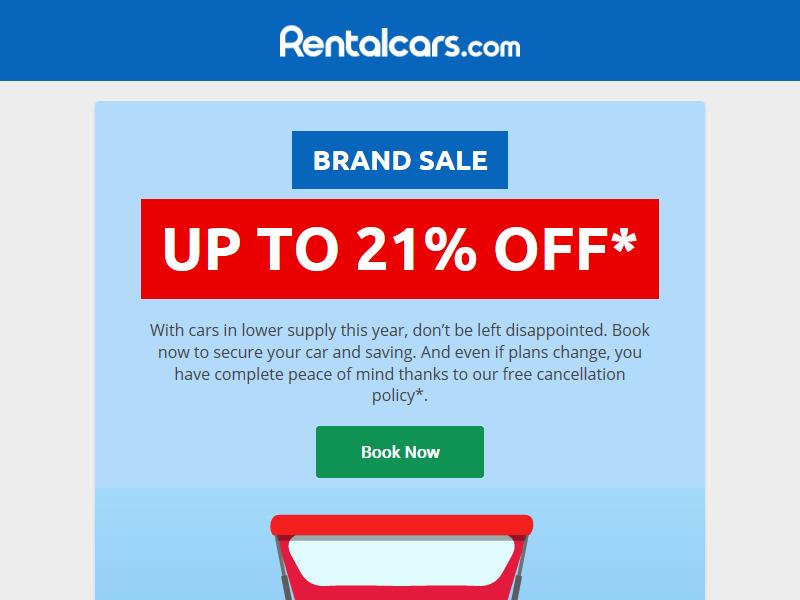 Rentalcars.com
BRAND SALE
UP TO 21% OFF*
With cars in lower supply this year, don’t be left disappointed. Book
now to secure your car and saving. And even if plans change, you
have complete peace of mind thanks to our free cancellation
policy*.
Book Now